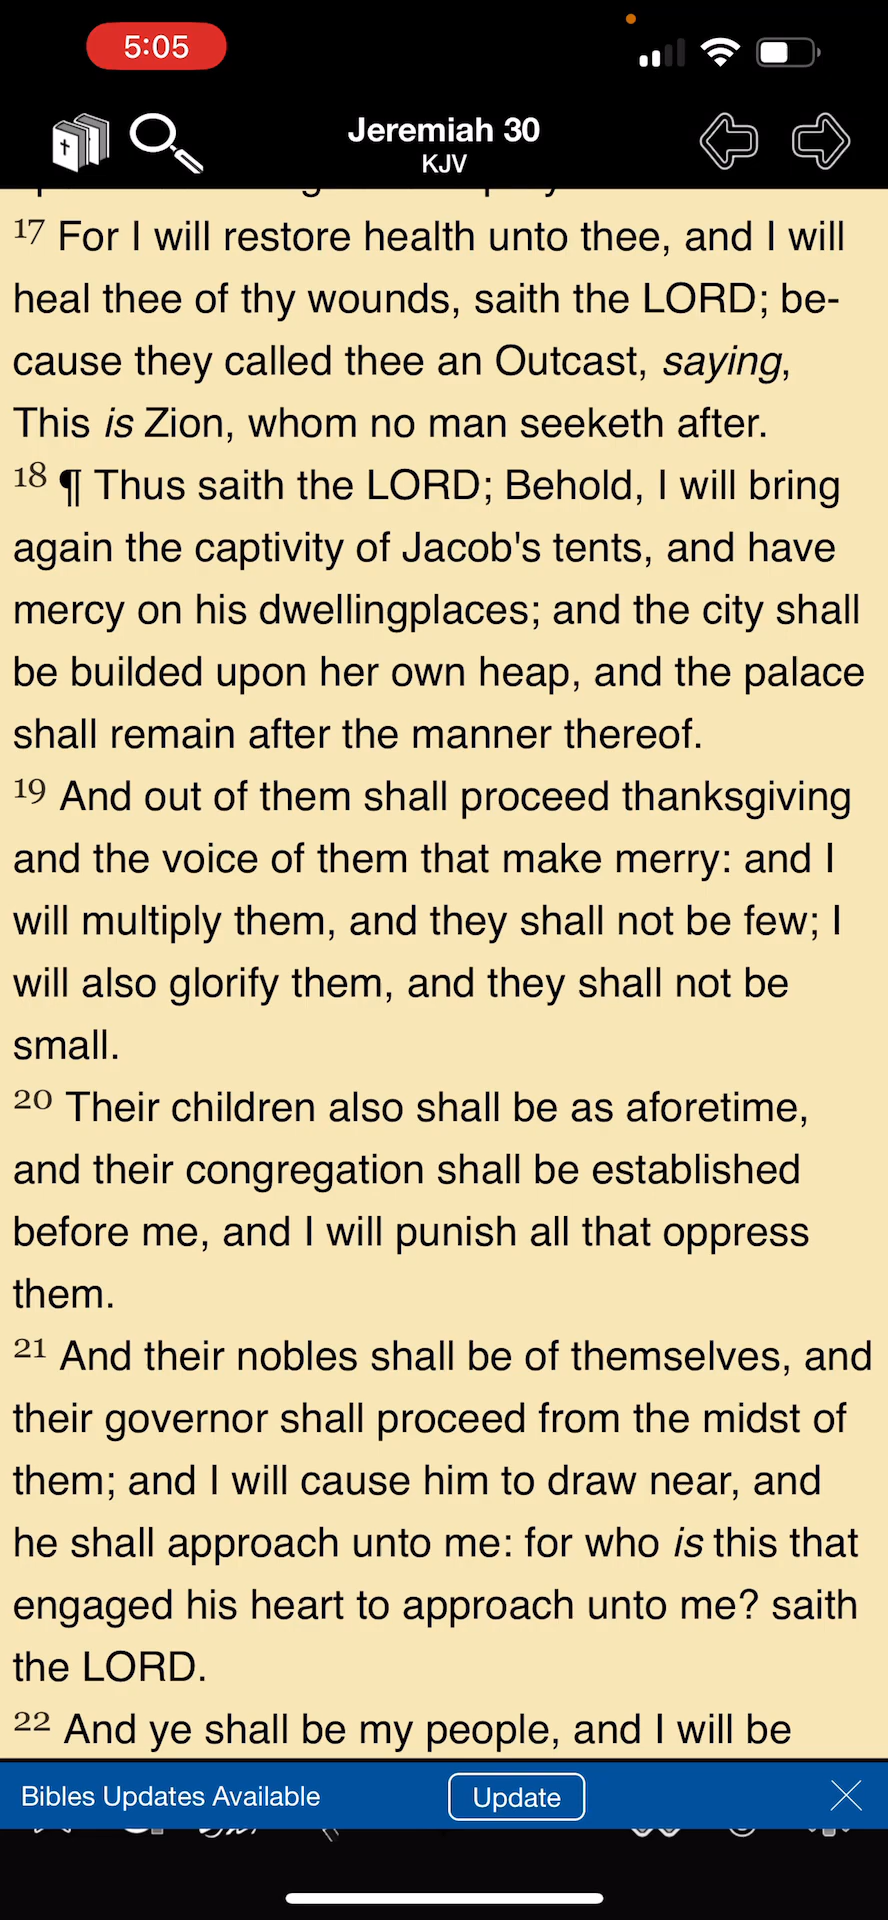 5:05
Jeremiah 30
KJV
17 For I will restore health unto thee, and I will
heal thee of thy wounds, saith the LORD; be-
cause they called thee an Outcast, saying,
This is Zion, whom no man seeketh after.
18 ¶ Thus saith the LORD; Behold, I will bring
again the captivity of Jacob's tents, and have
mercy on his dwellingplaces; and the city shall
be builded upon her own heap, and the palace
shall remain after the manner thereof.
19 And out of them shall proceed thanksgiving
and the voice of them that make merry: and I
will multiply them, and they shall not be few; I
will also glorify them, and they shall not be
small.
20 Their children also shall be as aforetime,
and their congregation shall be established
before me, and I will punish all that oppress
them.
21 And their nobles shall be of themselves, and
their governor shall proceed from the midst of
them; and I will cause him to draw near, and
he shall approach unto me: for who is this that
engaged his heart to approach unto me? saith
the LORD.
22 And ye shall be my people, and I will be
Bibles Updates Available
Update